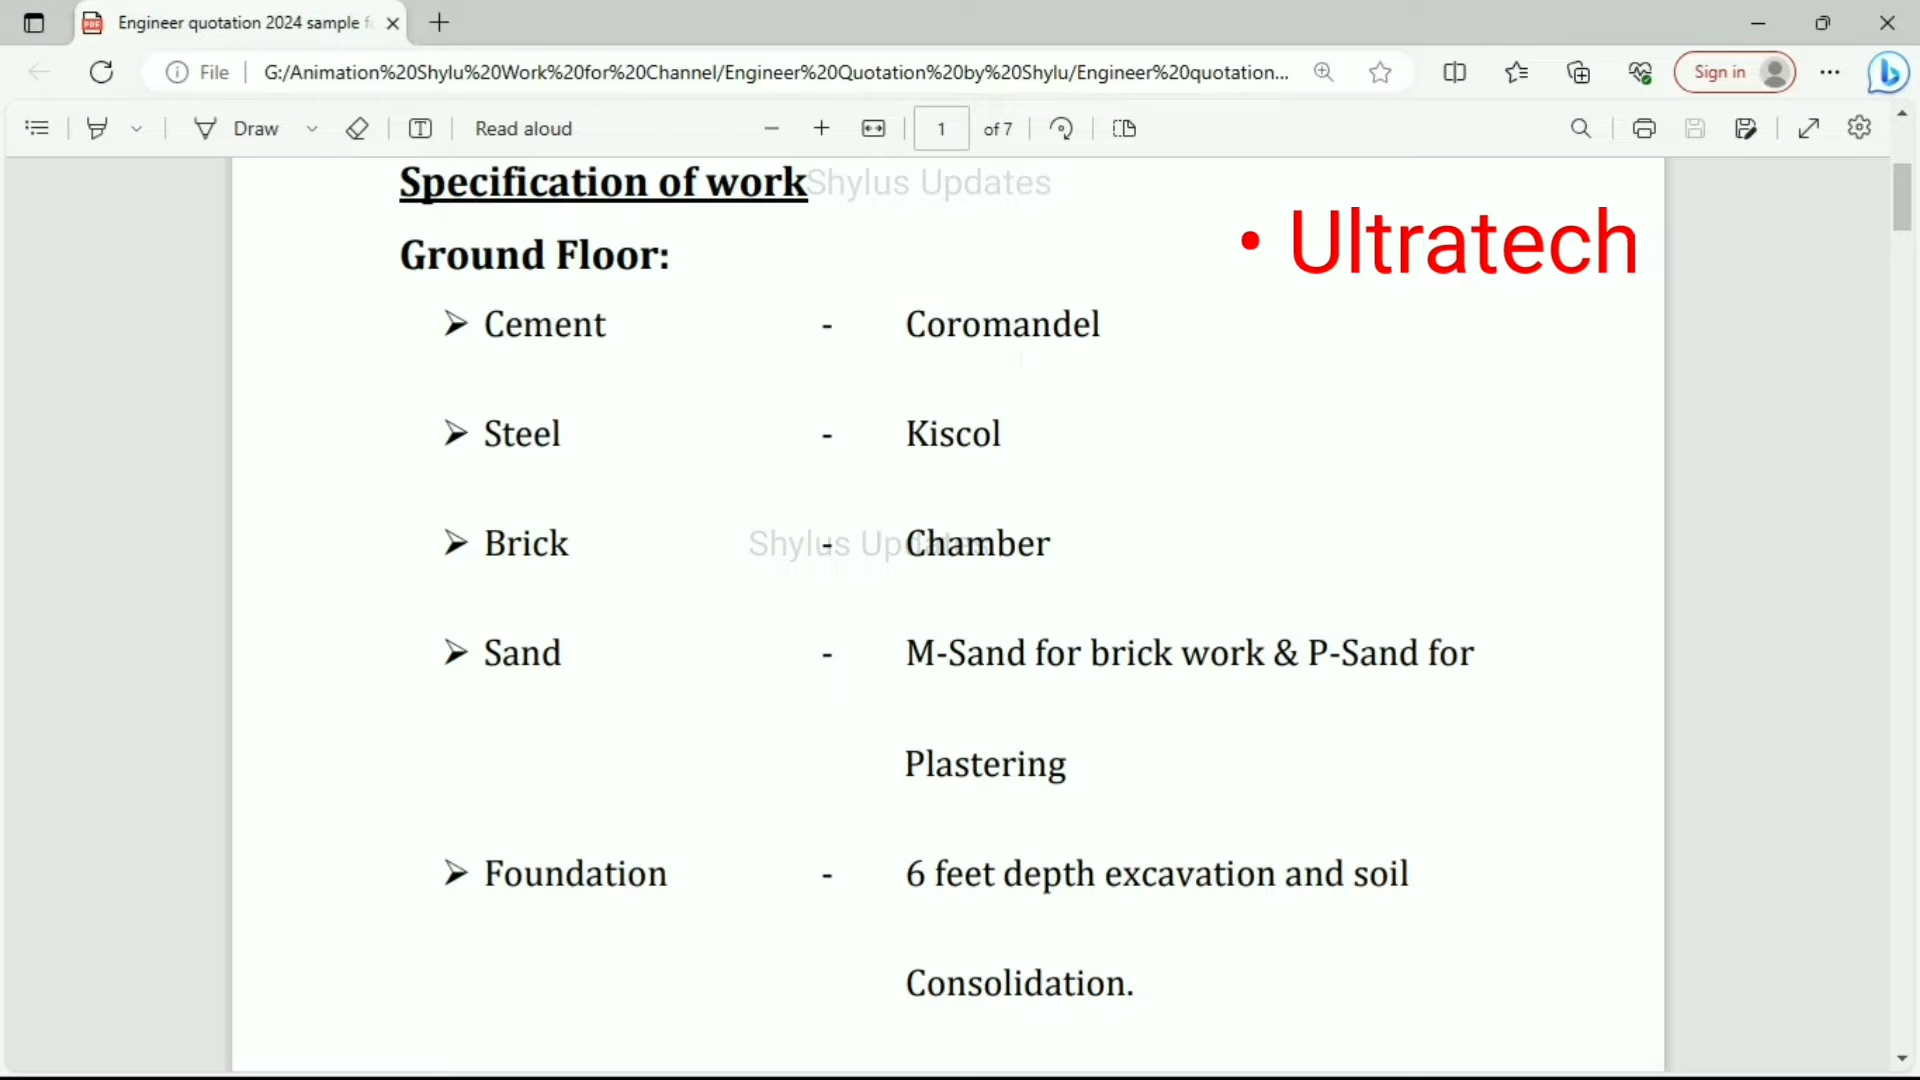 Engineer quotation 2024 sample f
File
G:/Animation%20Shylu%20Work%20for%20Channel/Engineer%20Quotation%20by%20Shylu/Engineer%20quotation...
Sign in
Draw
Read aloud
1 of 7
Specification of work
Shylus Updates
• Ultratech
Ground Floor:
➢ Cement - Coromandel
➢ Steel - Kiscol
➢ Brick - Chamber
Shylus Updates
➢ Sand - M-Sand for brick work & P-Sand for
Plastering
➢ Foundation - 6 feet depth excavation and soil
Consolidation.